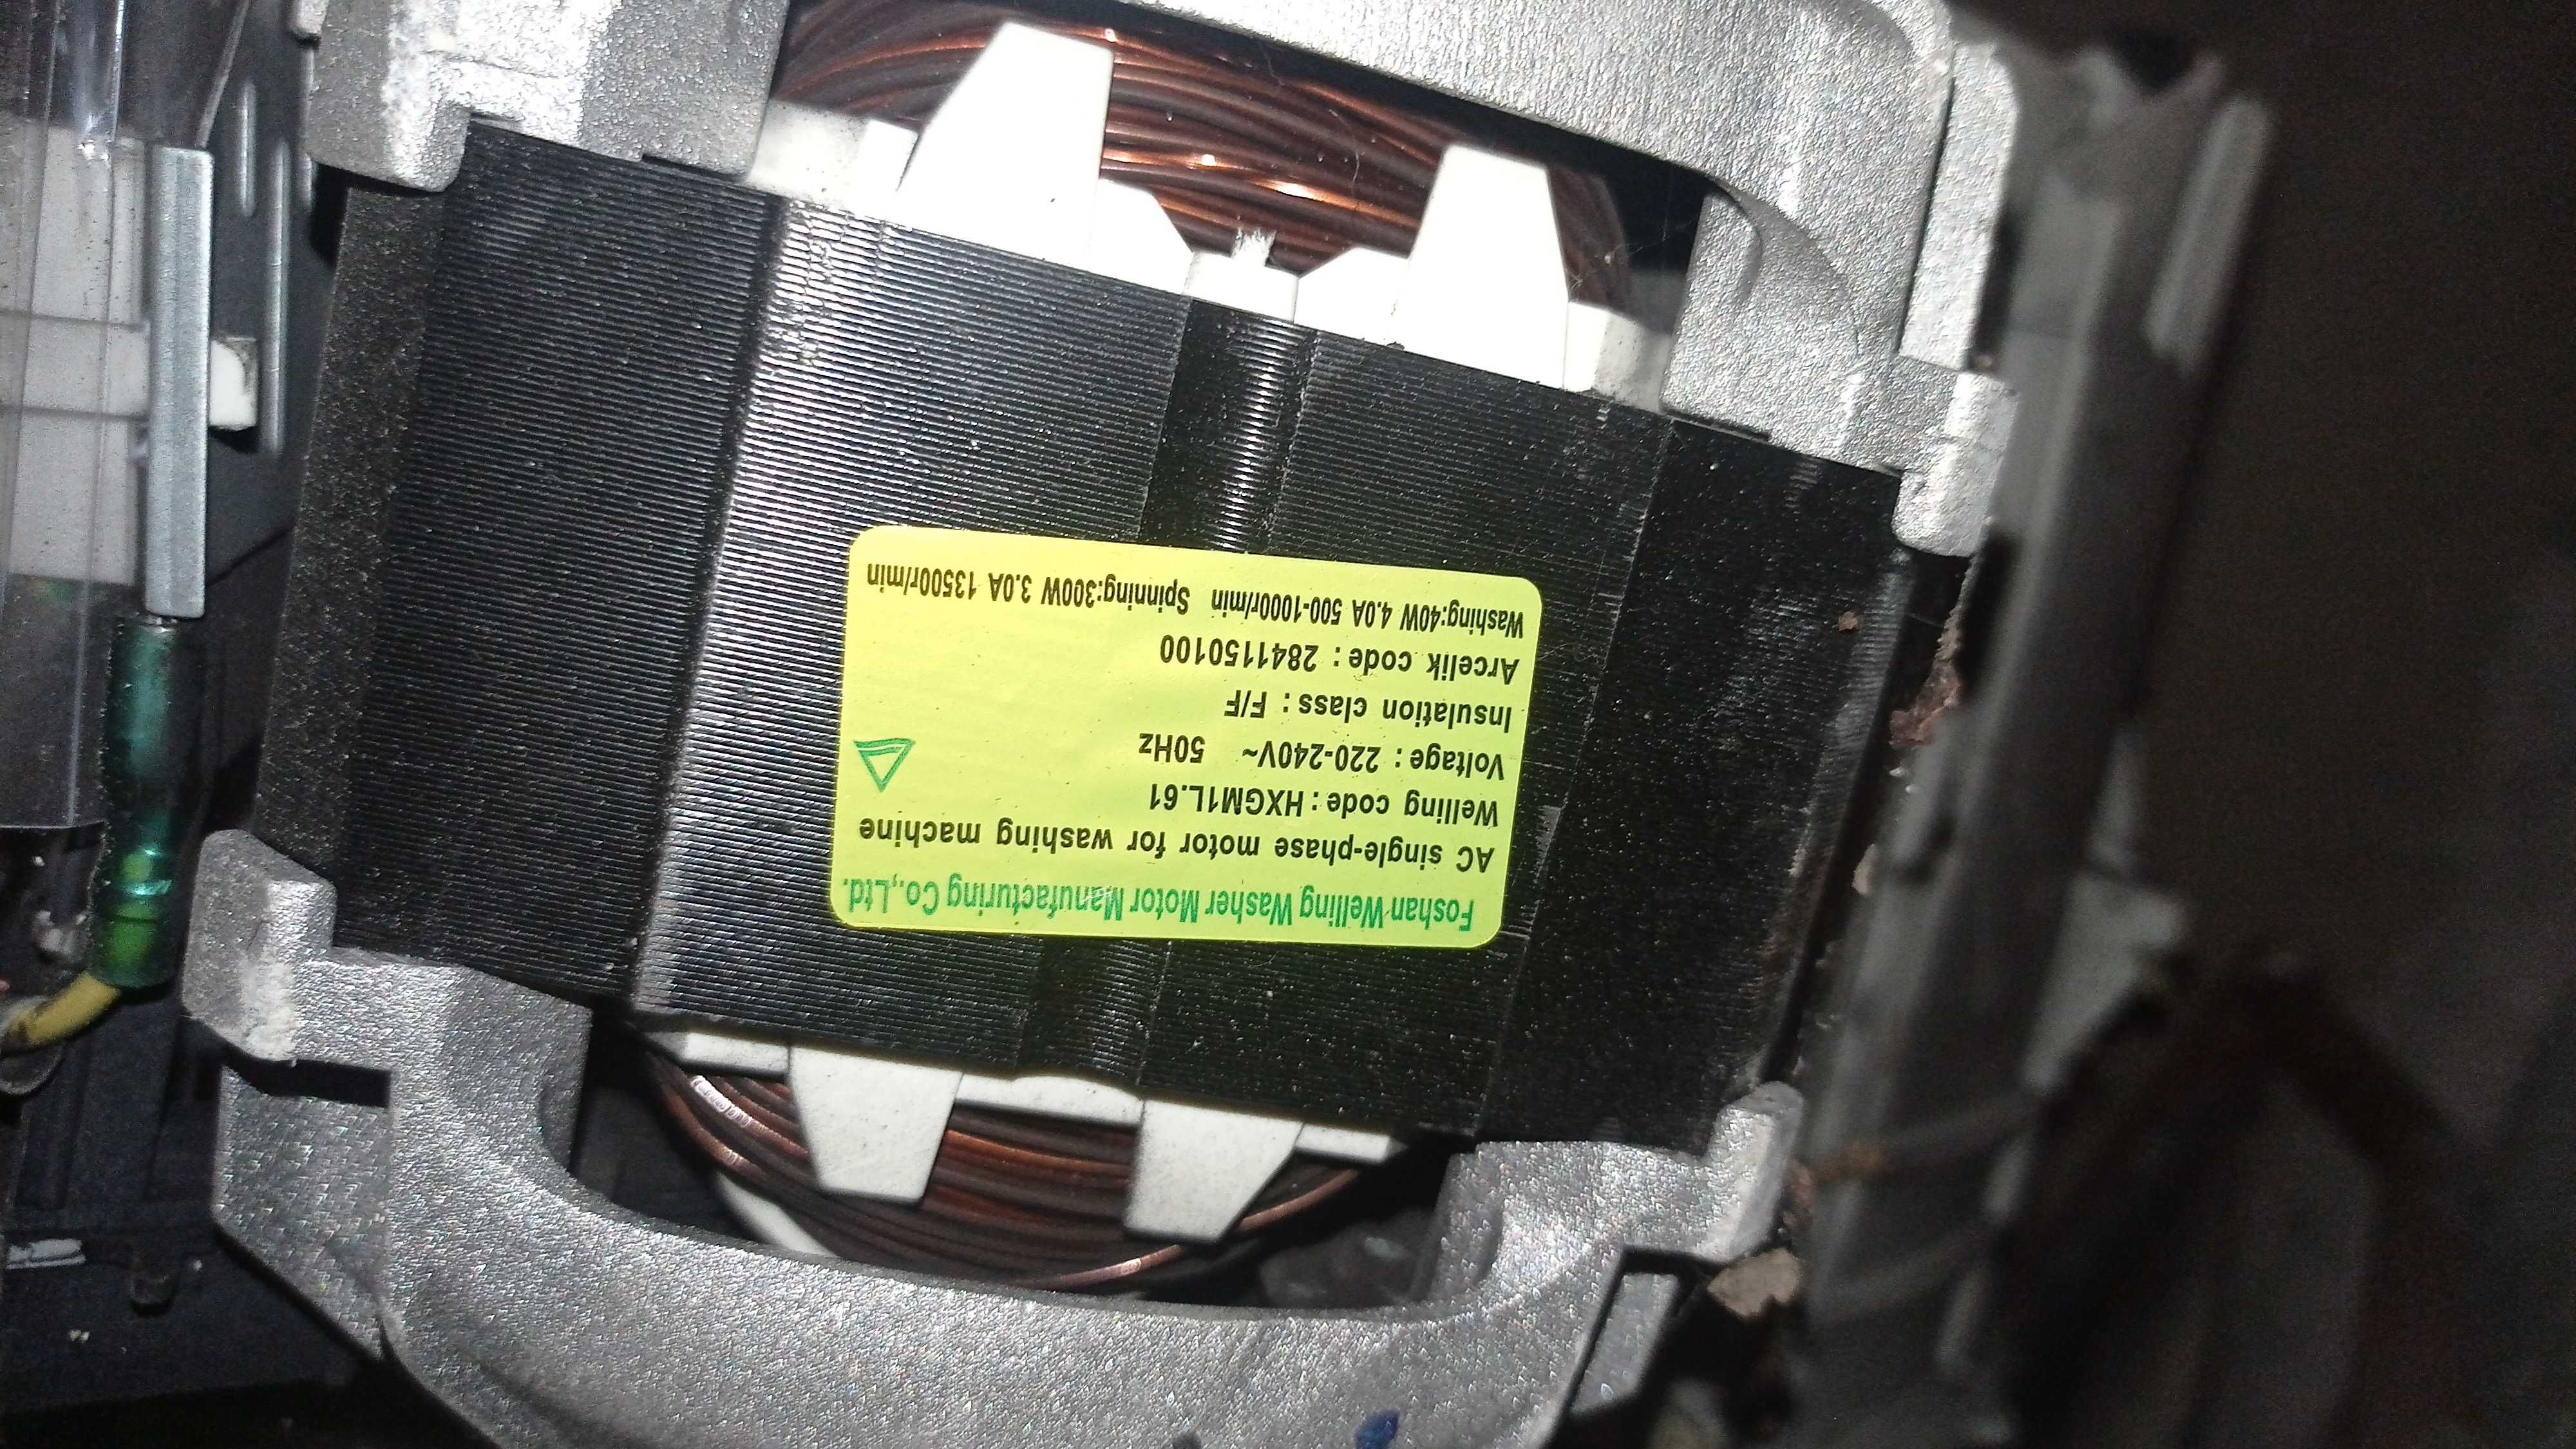 Foshan Welling Washer Motor Manufacturing Co.,Ltd.
AC single-phase motor for washing machine
Welling code : HXGM1L.61
Voltage : 220-240V~ 50Hz
Insulation class : F/F
Arcelik code : 2841150100
Washing:40W 4.0A 500-1000r/min Spinning:300W 3.0A 13500r/min